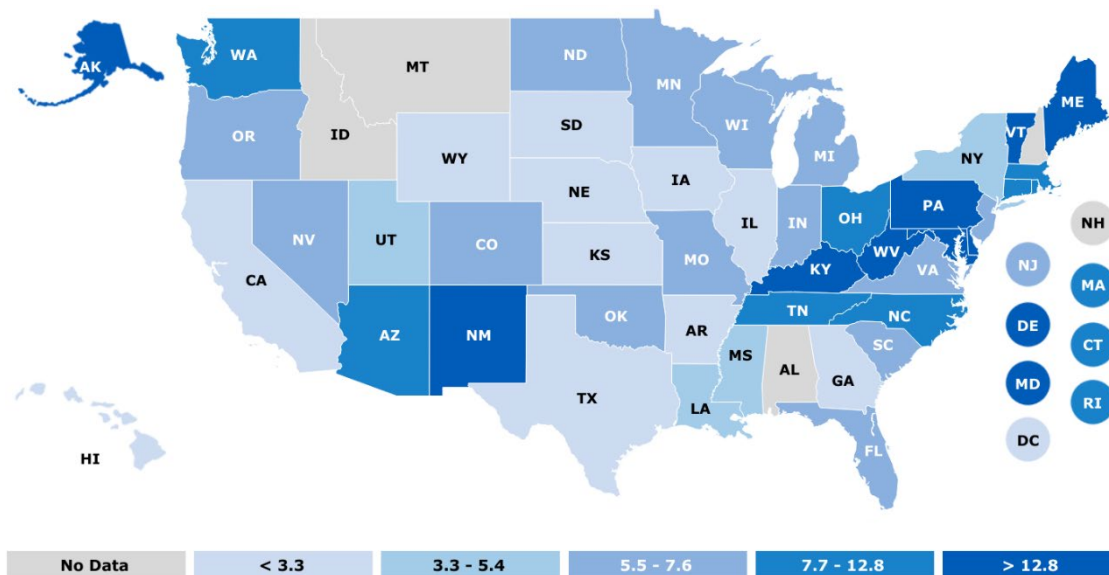 AK
WA
MT
ND
MN
ME
VT
OR
ID
SD
WI
NY
WY
MI
NH
IA
PA
NE
NV
UT
CO
IL
IN
OH
NJ
KS
MO
WV
VA
KY
MA
CA
DE
AZ
NM
OK
TN
NC
AR
CT
SC
MS
AL
GA
MD
RI
TX
LA
DC
FL
HI
No Data
< 3.3
3.3 - 5.4
5.5 - 7.6
7.7 - 12.8
> 12.8